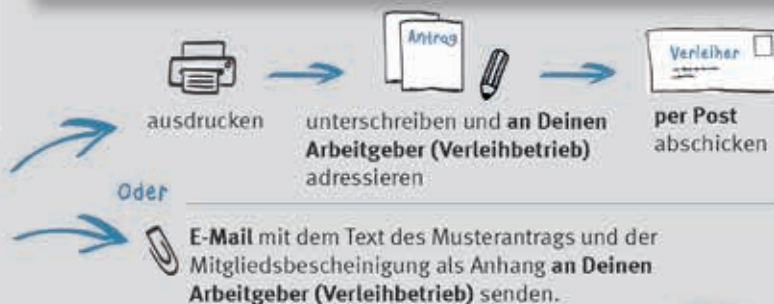 Antrag
Verleiher
ausdrucken
unterschreiben und an Deinen
Arbeitgeber (Verleihbetrieb)
adressieren
per Post
abschicken
Oder
E-Mail mit dem Text des Musterantrags und der
Mitgliedsbescheinigung als Anhang an Deinen
Arbeitgeber (Verleihbetrieb) senden.